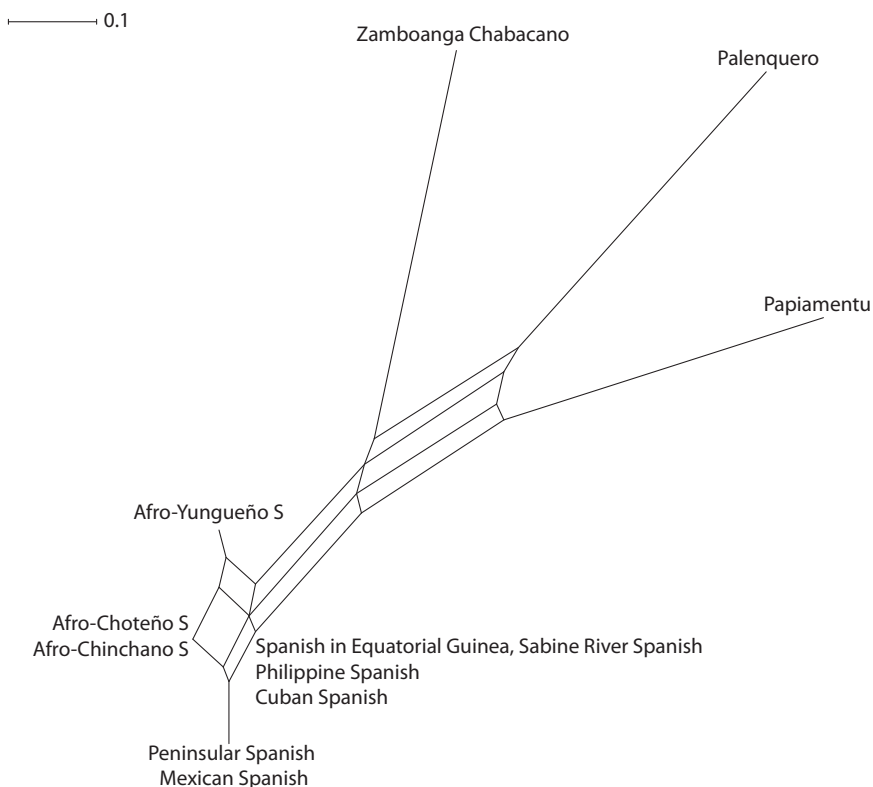 0.1
Zamboanga Chabacano
Palenquero
Papiamentu
Afro-Yungueño S
Afro-Choteño S
Afro-Chinchano S
Spanish in Equatorial Guinea, Sabine River Spanish
Philippine Spanish
Cuban Spanish
Peninsular Spanish
Mexican Spanish